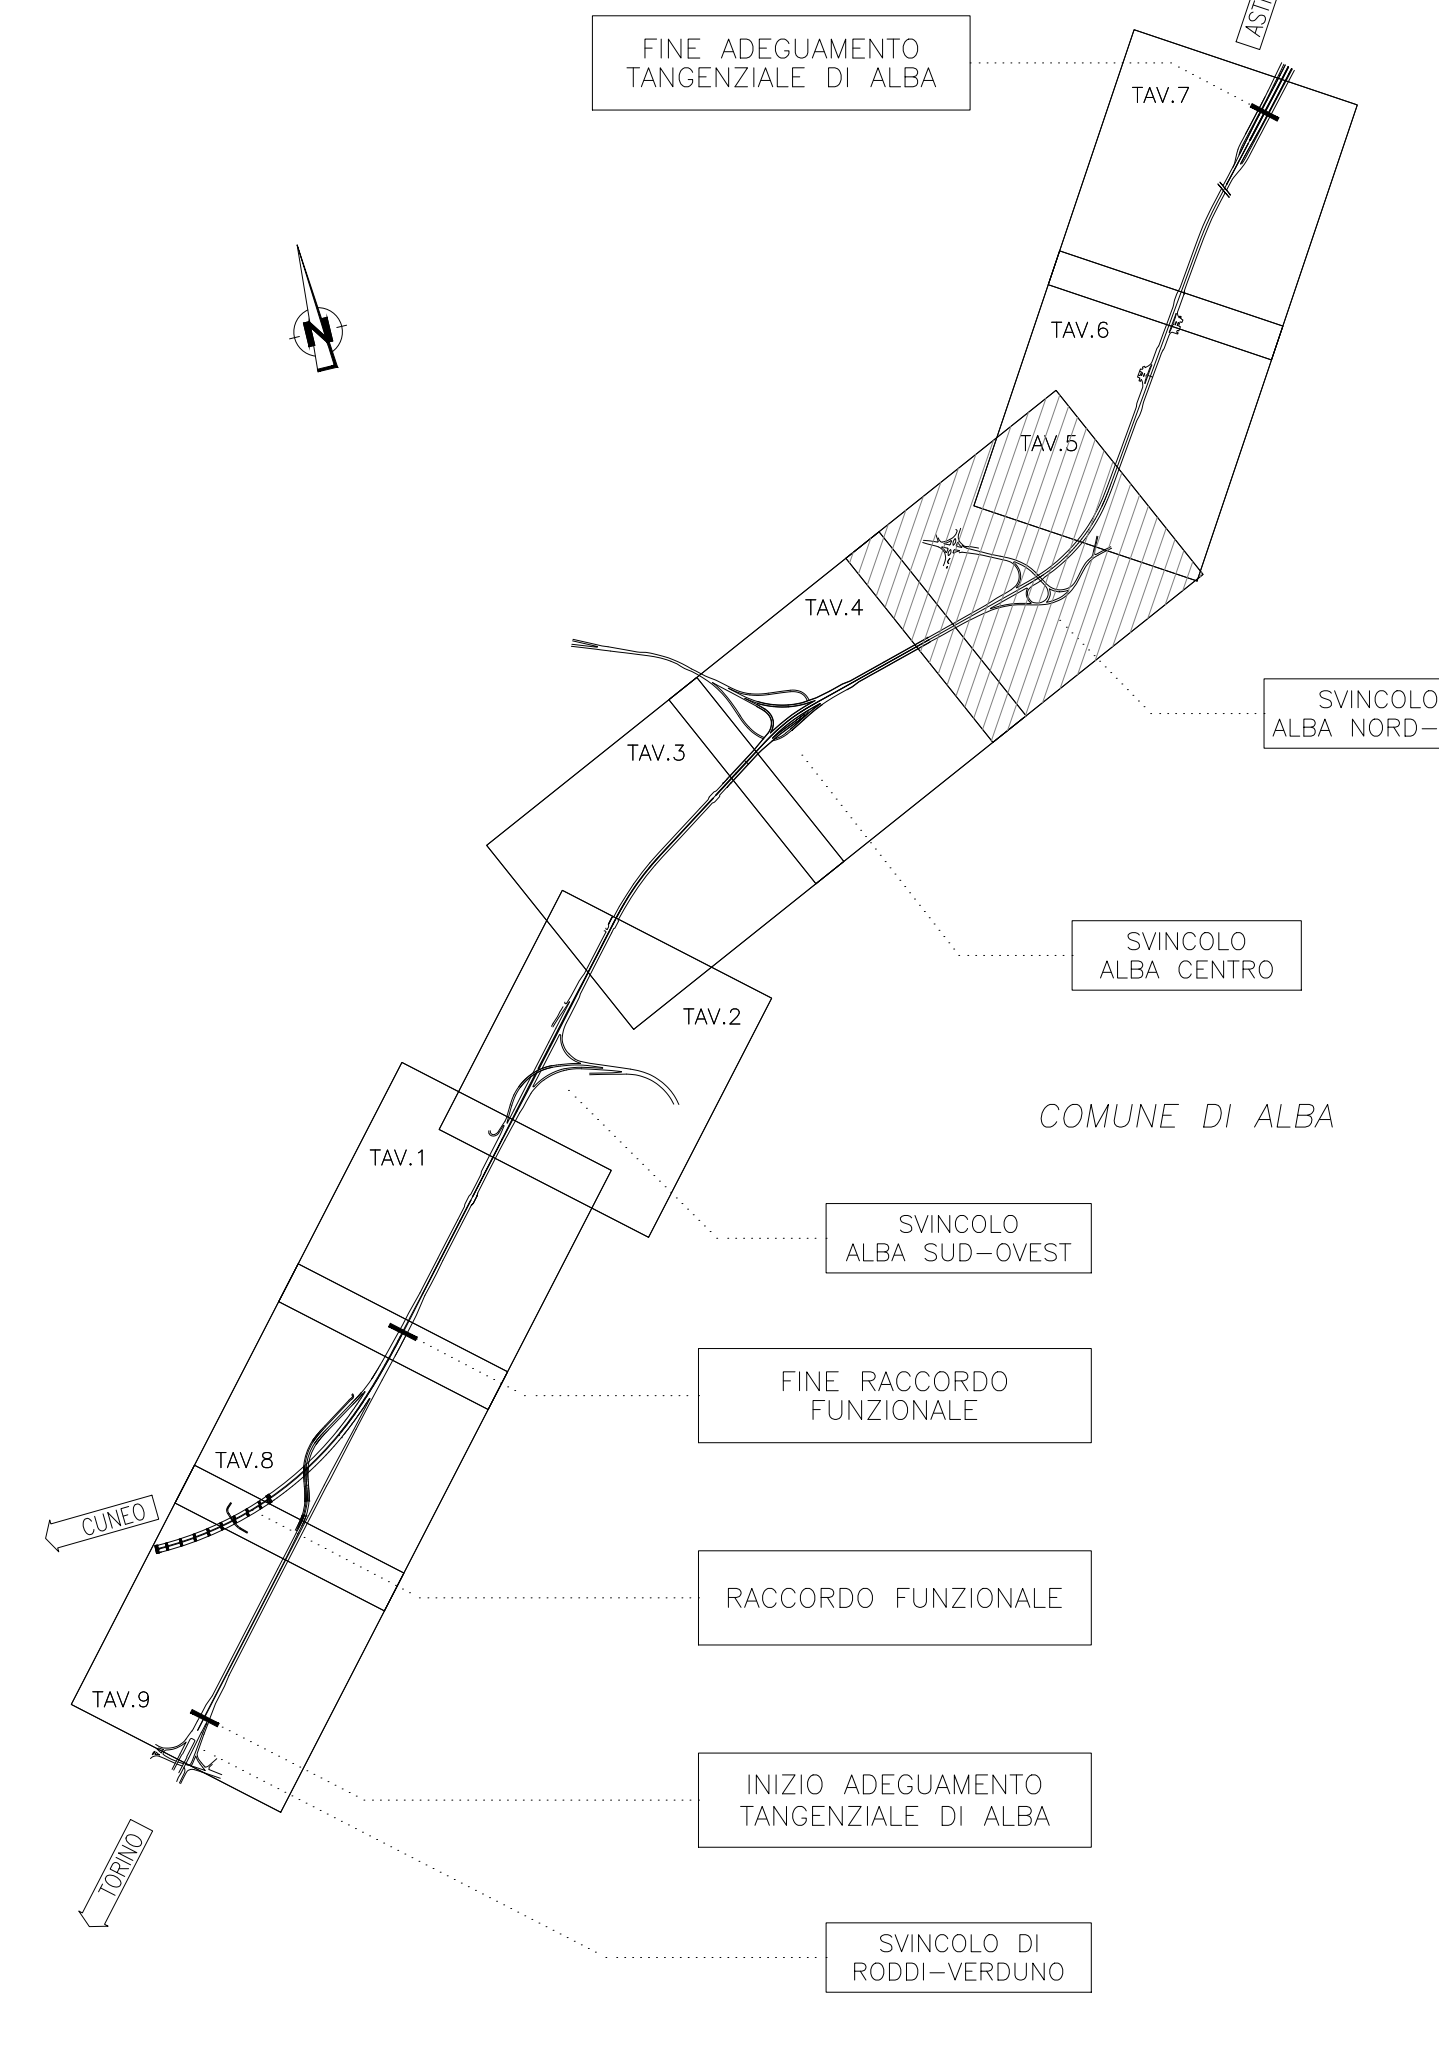 ASTI
FINE ADEGUAMENTO
TANGENZIALE DI ALBA
TAV.7
N
TAV.6
TAV.5
TAV.4
SVINCOLO
ALBA NORD-
TAV.3
SVINCOLO
ALBA CENTRO
TAV.2
COMUNE DI ALBA
TAV.1
SVINCOLO
ALBA SUD-OVEST
FINE RACCORDO
FUNZIONALE
TAV.8
CUNEO
RACCORDO FUNZIONALE
TAV.9
INIZIO ADEGUAMENTO
TANGENZIALE DI ALBA
TORINO
SVINCOLO DI
RODDI-VERDUNO